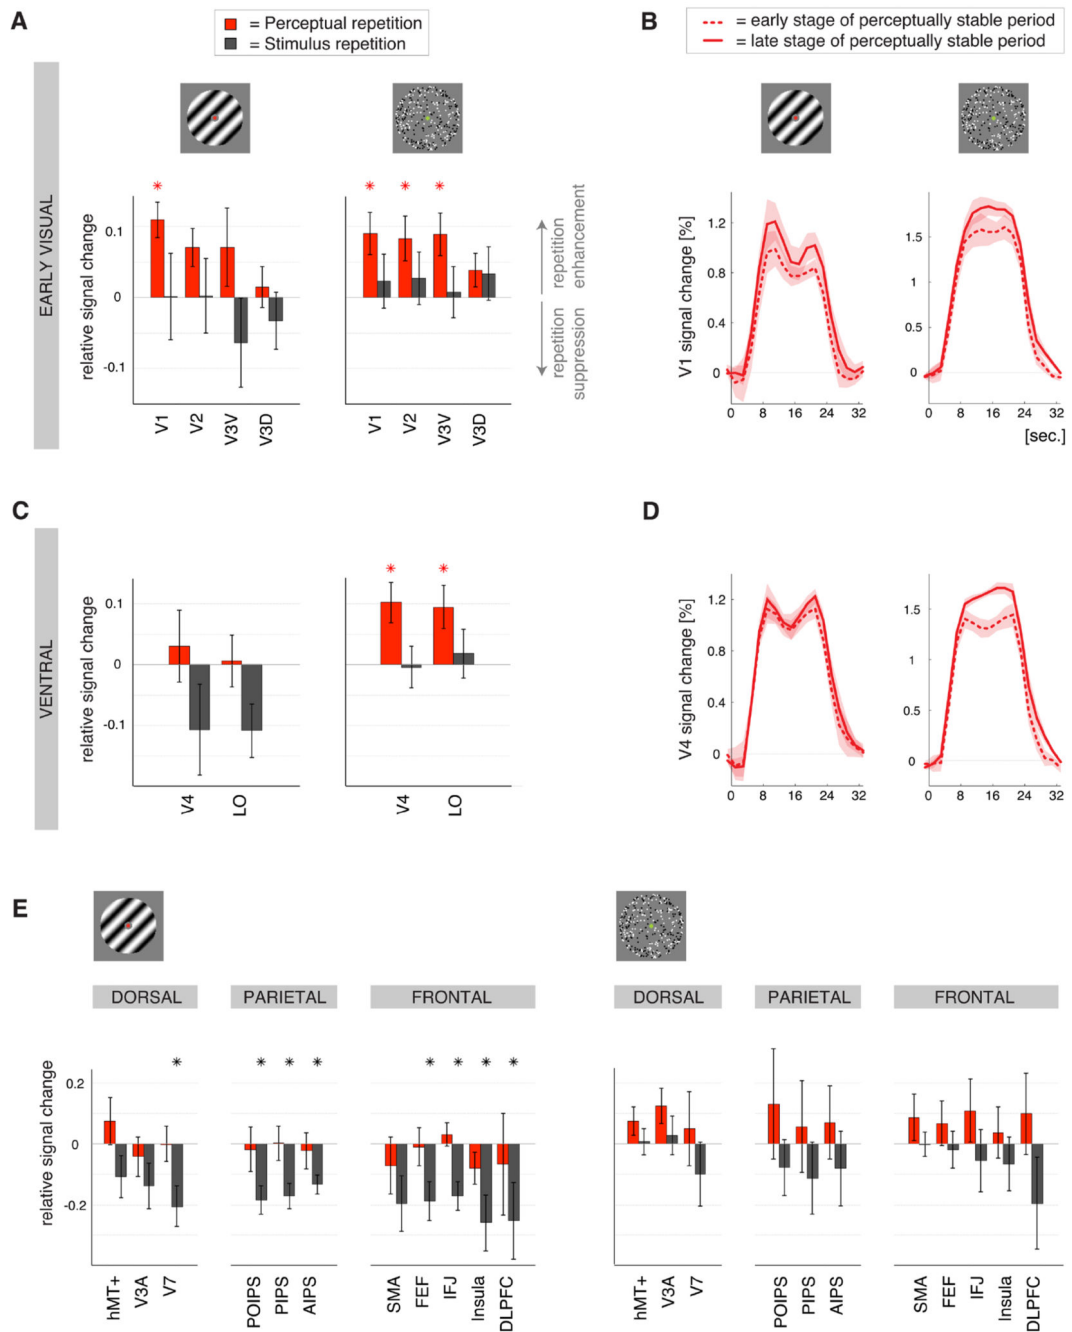 A
= Perceptual repetition
= Stimulus repetition
B
= early stage of perceptually stable period
= late stage of perceptually stable period
EARLY VISUAL
relative signal change
0.1
0
-0.1
* 
V1
V2
V3V
V3D
* * *
V1
V2
V3V
V3D
repetition
enhancement
repetition
suppression
V1 signal change [%]
1.2
0.8
0.4
0
0 8 16 24 32
1.5
1
0.5
0
0 8 16 24 32
[sec.]
C
VENTRAL
relative signal change
0.1
0
-0.1
V4
LO
* *
V4
LO
D
V4 signal change [%]
1.2
0.8
0.4
0
0 8 16 24 32
1.5
1
0.5
0
0 8 16 24 32
E
DORSAL
PARIETAL
FRONTAL
relative signal change
0.2
0
-0.2
* * * * * * * *
hMT+
V3A
V7
POIPS
PIPS
AIPS
SMA
FEF
IFJ
Insula
DLPFC
DORSAL
PARIETAL
FRONTAL
hMT+
V3A
V7
POIPS
PIPS
AIPS
SMA
FEF
IFJ
Insula
DLPFC